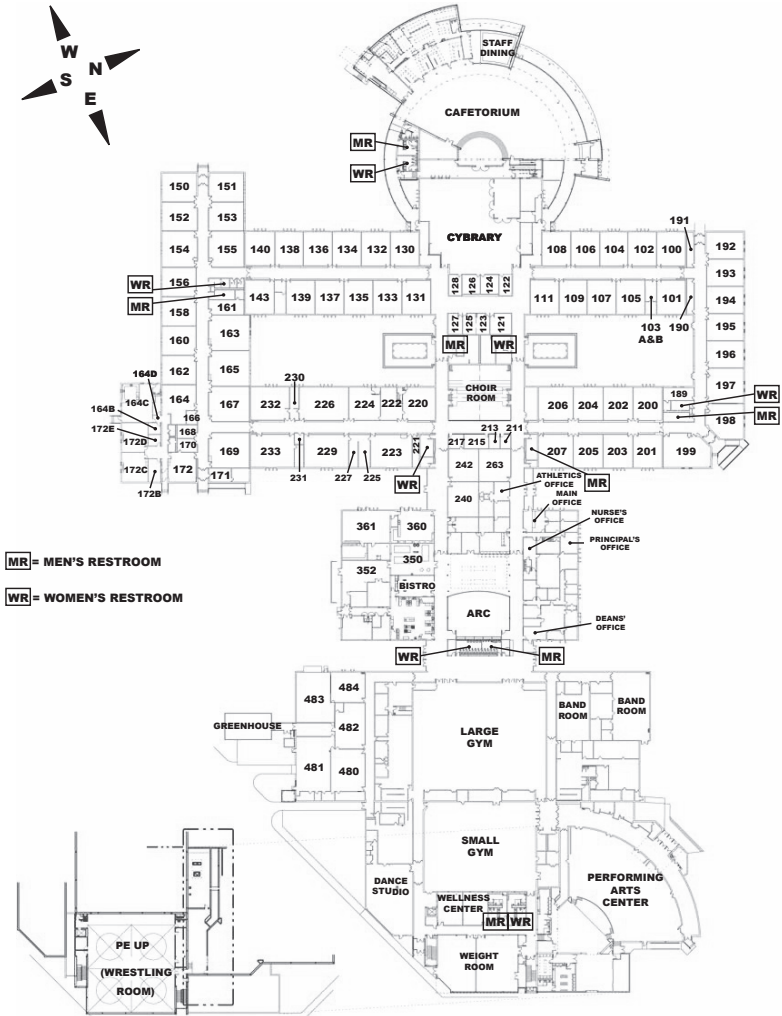 W
N
S
E
STAFF
DINING
CAFETORIUM
MR
WR
CYBRARY
150 151
152 153
154 155 140 138 136 134 132 130
108 106 104 102 100
191
192
193
128 126 124 122
WR
MR
156
161
143 139 137 135 133 131
111 109 107 105 101
194
103
A&B
190
158
127 125 123 121
MR WR
163
160
195
196
162 165
197
164D
164C
164B
172E
172D
172C
172B
164
166
168
170
172
167
169
171
230
232 226 224 222 220
CHOIR
ROOM
206 204 202 200
189
WR
MR
198
213 211
217 215
233 229 223 221
231 227 225
WR
242 263
240
207 205 203 201 199
MR
ATHLETICS
OFFICE
MAIN
OFFICE
NURSE'S
OFFICE
PRINCIPAL'S
OFFICE
361 360
350
352
BISTRO
MR = MEN'S RESTROOM
WR = WOMEN'S RESTROOM
ARC
DEANS'
OFFICE
WR MR
483 484
482
GREENHOUSE
481 480
LARGE
GYM
BAND
ROOM
BAND
ROOM
SMALL
GYM
DANCE
STUDIO
WELLNESS
CENTER
MR WR
PERFORMING
ARTS
CENTER
WEIGHT
ROOM
PE UP
(WRESTLING
ROOM)